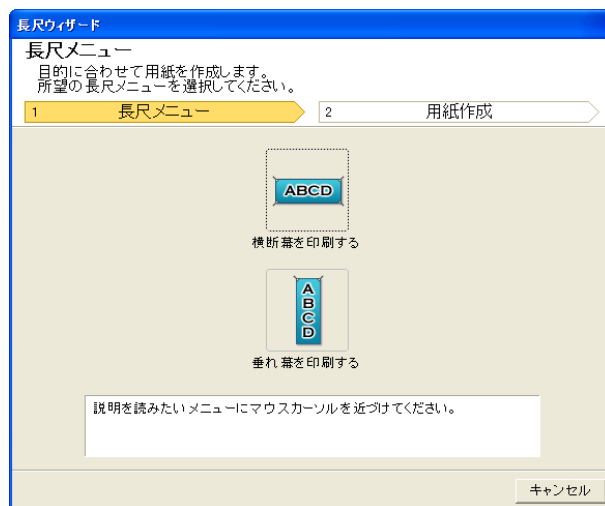 長尺ウィザード
長尺メニュー
目的に合わせて用紙を作成します。
所望の長尺メニューを選択してください。
1 長尺メニュー 2 用紙作成
ABCD
横断幕を印刷する
A
B
C
D
垂れ幕を印刷する
説明を読みたいメニューにマウスカーソルを近づけてください。
キャンセル